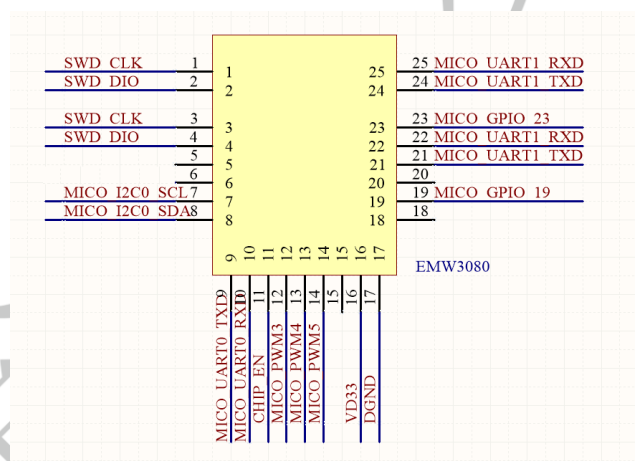 SWD CLK 1 1 25 25 MICO UART1 RXD
SWD DIO 2 2 24 24 MICO UART1 TXD
SWD CLK 3 3 23 23 MICO GPIO 23
SWD DIO 4 4 22 22 MICO UART1 RXD
5 5 21 21 MICO UART1 TXD
6 6 20 20
MICO I2C0 SCL 7 7 19 19 MICO GPIO 19
MICO I2C0 SDA 8 8 18 18
9 10 11 12 13 14 15 16 17
EMW3080
MICO UART0 TXD 9
MICO UART0 RXD 10
CHIP EN 11
MICO PWM3 12
MICO PWM4 13
MICO PWM5 14
15
VD33 16
DGND 17